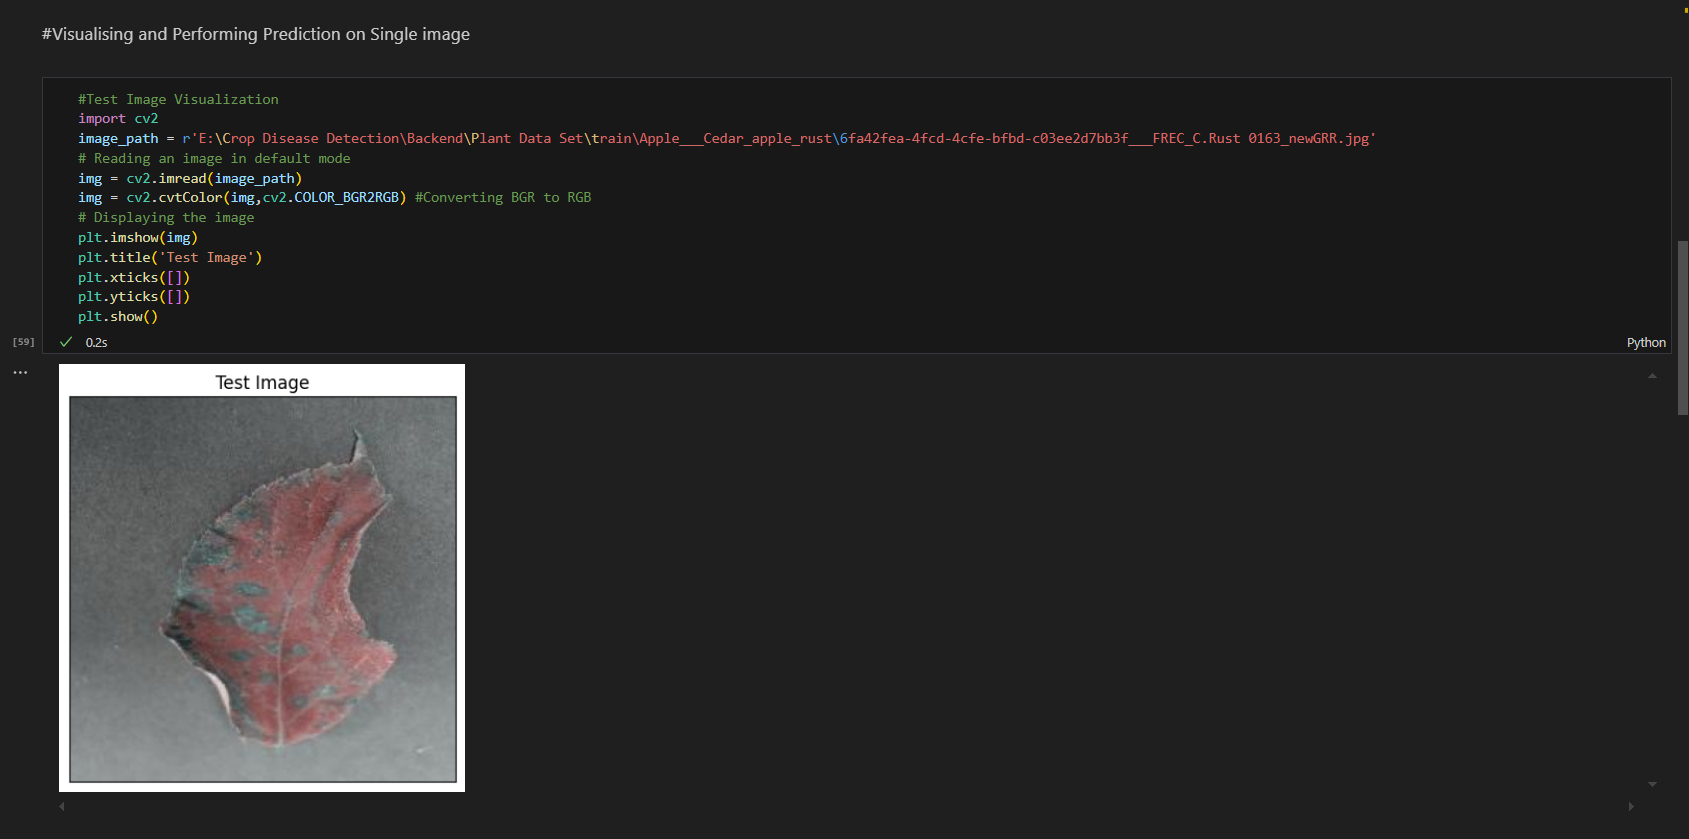 #Visualising and Performing Prediction on Single image
#Test Image Visualization
import cv2
image_path = r'E:\Crop Disease Detection\Backend\Plant Data Set\train\Apple___Cedar_apple_rust\6fa42fea-4fcd-4cfe-bfbd-c03ee2d7bb3f___FREC_C.Rust 0163_newGRR.jpg'
# Reading an image in default mode
img = cv2.imread(image_path)
img = cv2.cvtColor(img,cv2.COLOR_BGR2RGB) #Converting BGR to RGB
# Displaying the image
plt.imshow(img)
plt.title('Test Image')
plt.xticks([])
plt.yticks([])
plt.show()
[59] 0.2s Python
Test Image